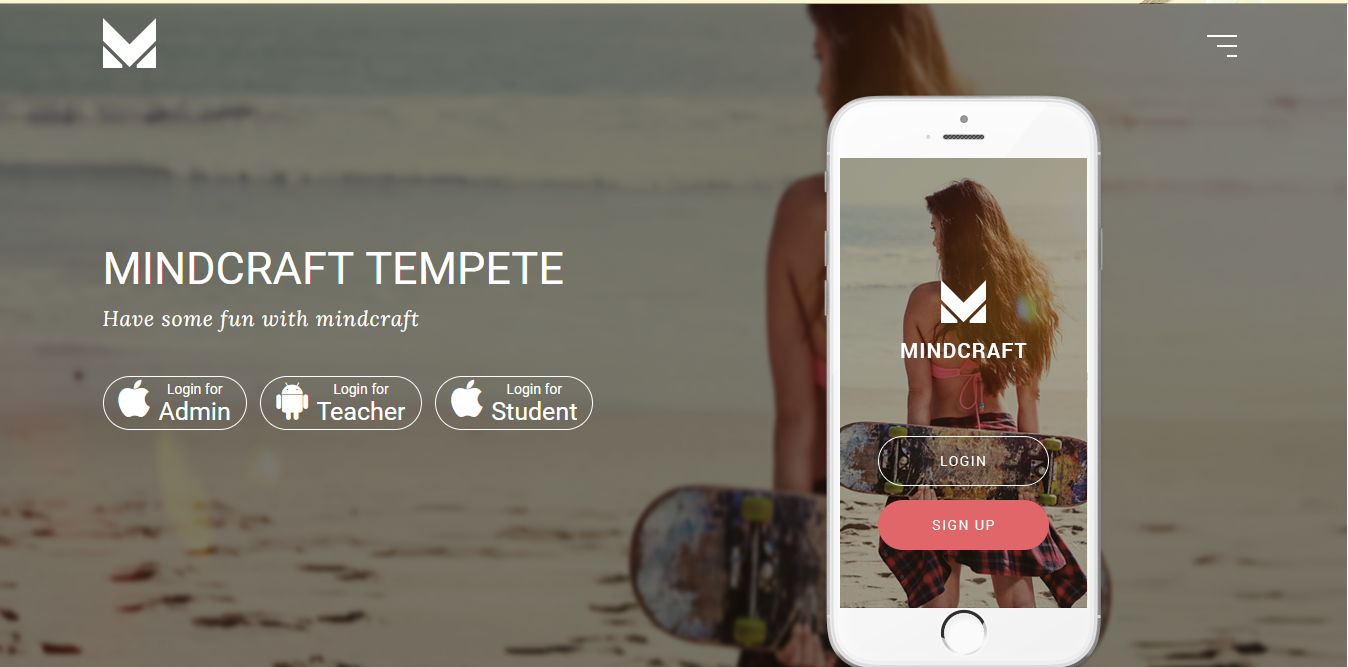 MINDCRAFT TEMPETE
Have some fun with mindcraft
Login for
Admin
Login for
Teacher
Login for
Student
MINDCRAFT
LOGIN
SIGN UP